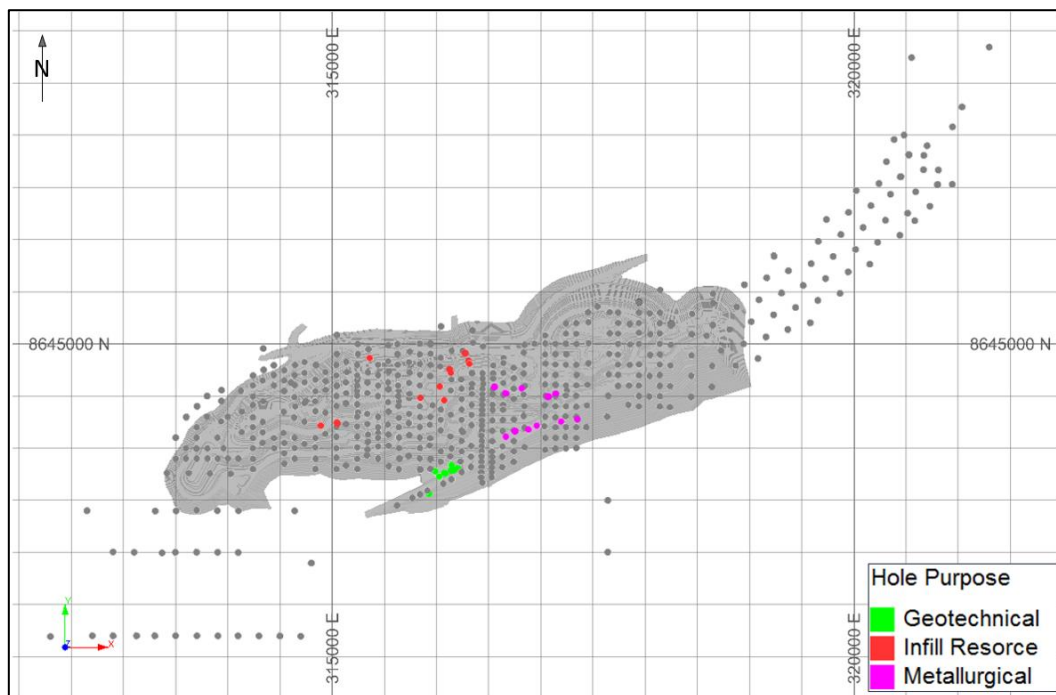 N
315000 E
320000 E
8645000 N
8645000 N
Y
Z
X
315000 E
320000 E
Hole Purpose
Geotechnical
Infill Resorce
Metallurgical